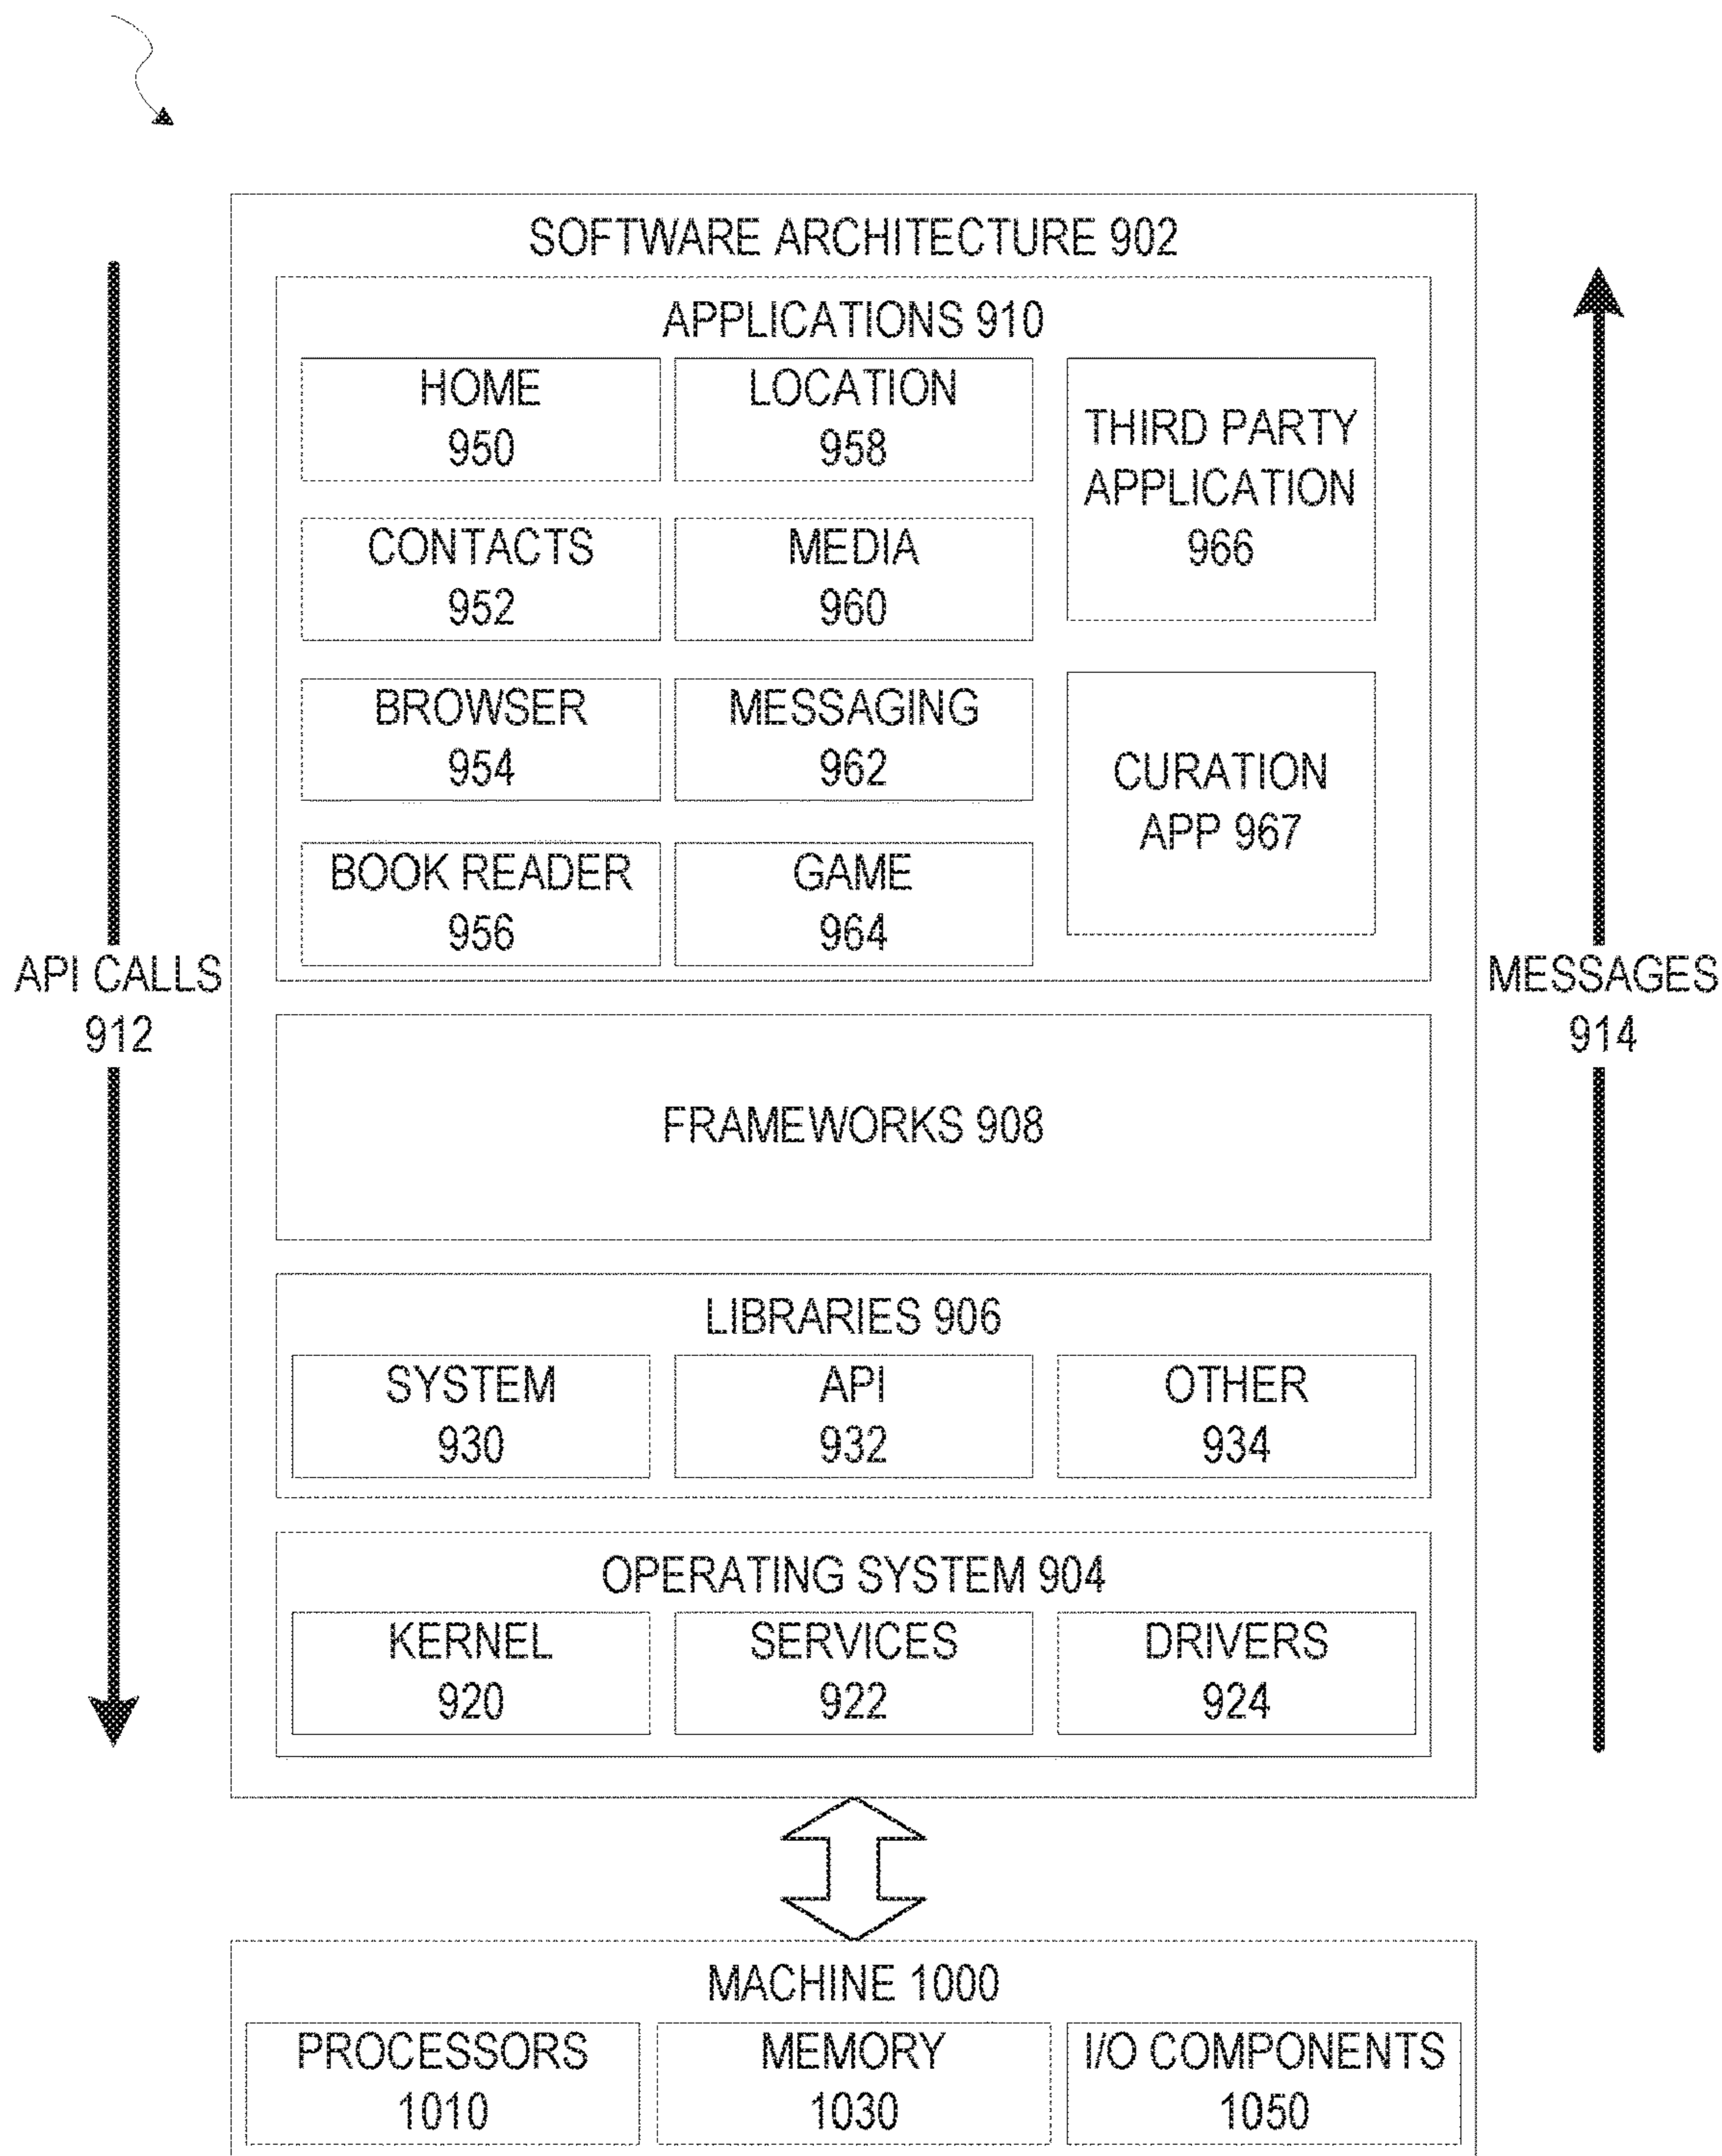 SOFTWARE ARCHITECTURE 902
APPLICATIONS 910
HOME
950
LOCATION
958
THIRD PARTY
APPLICATION
966
CONTACTS
952
MEDIA
960
BROWSER
954
MESSAGING
962
CURATION
APP 967
BOOK READER
956
GAME
964
API CALLS
912
MESSAGES
914
FRAMEWORKS 908
LIBRARIES 906
SYSTEM
930
API
932
OTHER
934
OPERATING SYSTEM 904
KERNEL
920
SERVICES
922
DRIVERS
924
MACHINE 1000
PROCESSORS
1010
MEMORY
1030
I/O COMPONENTS
1050